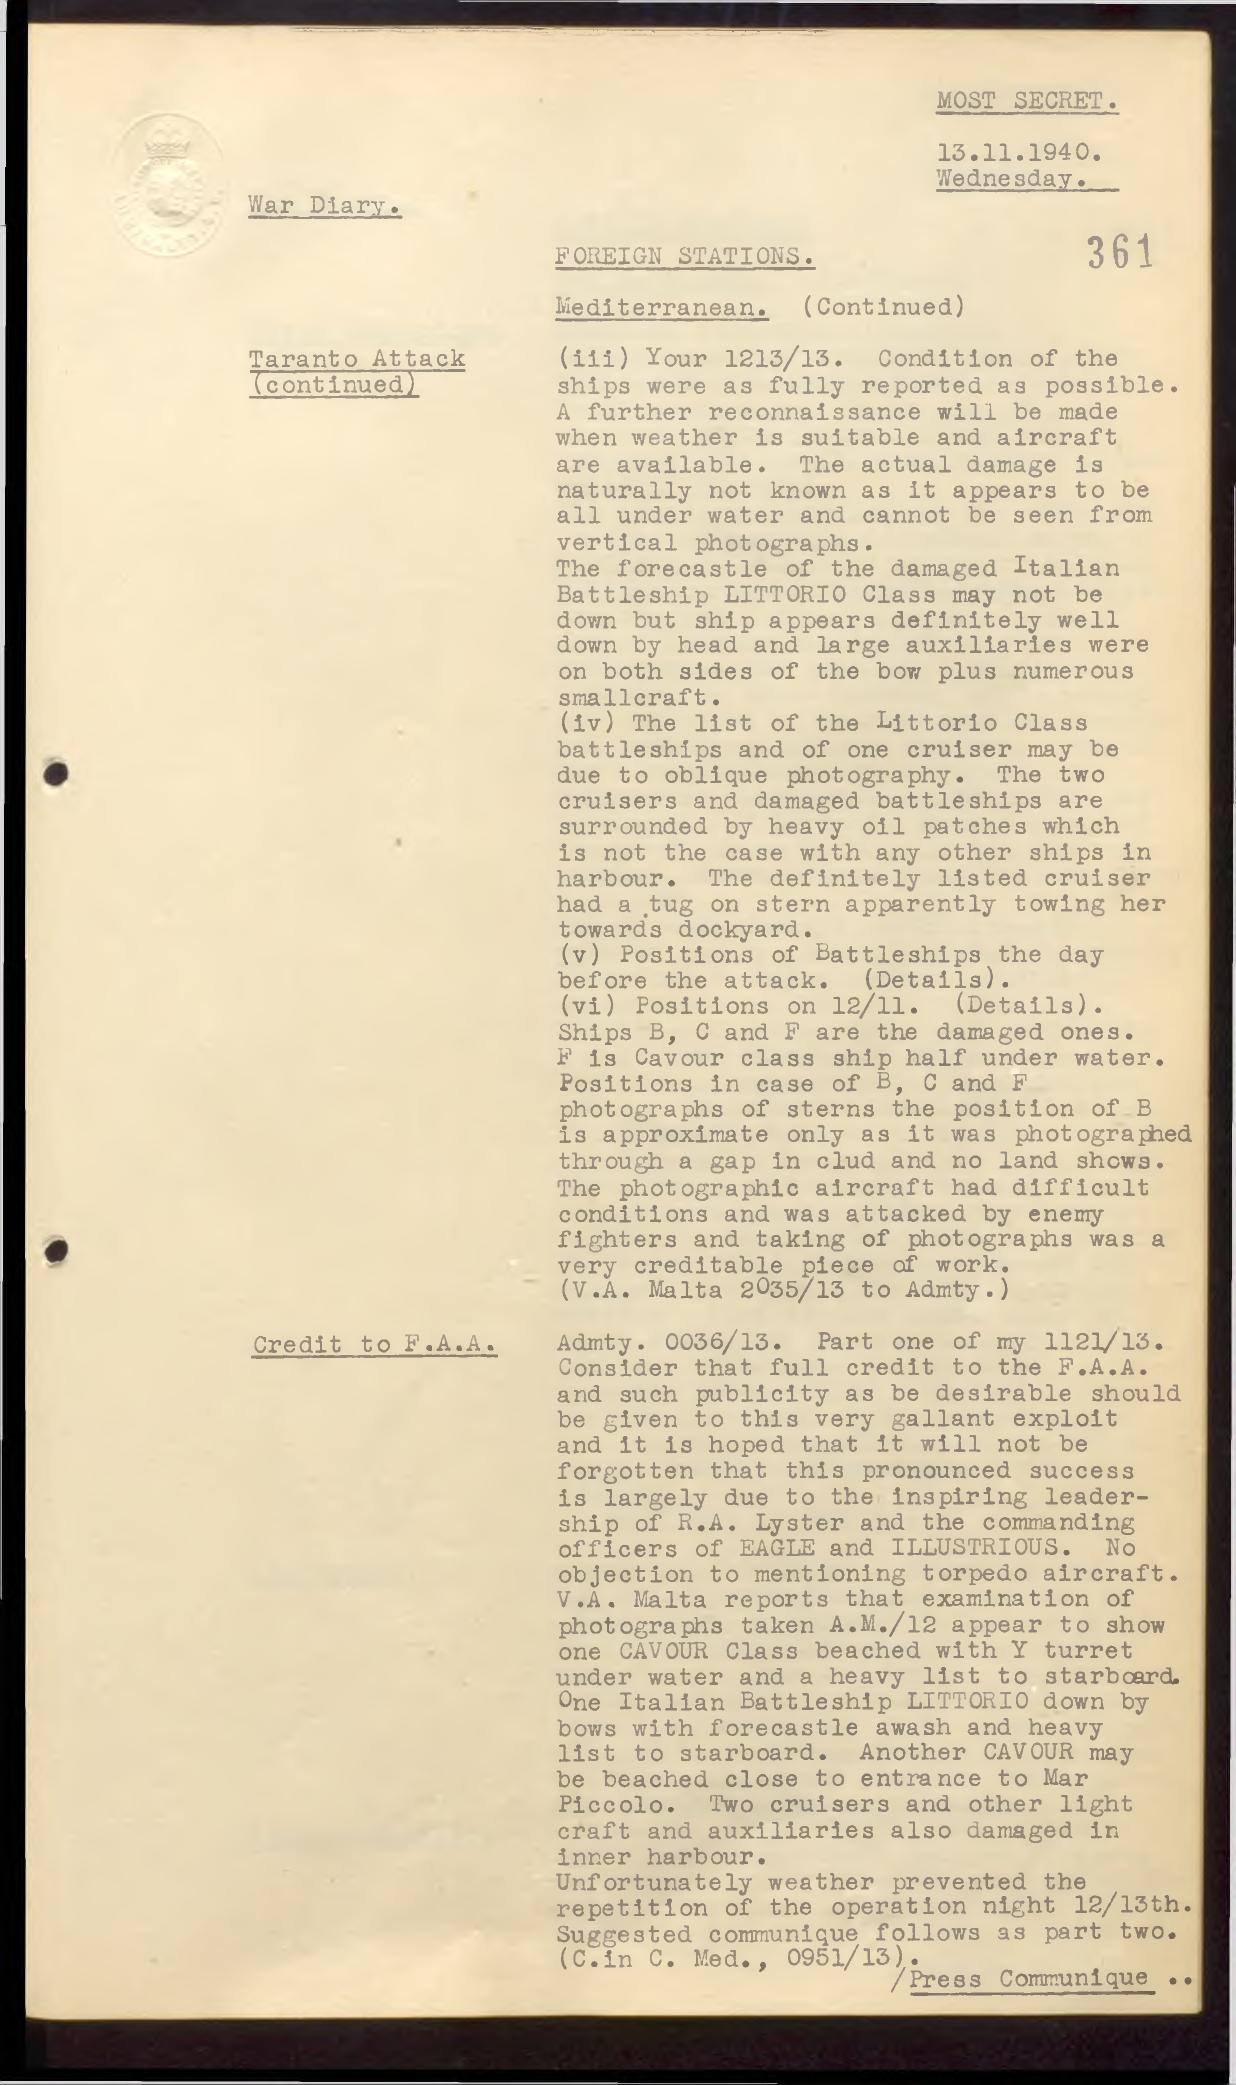 MOST SECRET.
13.11.1940.
Wednesday.
War Diary.
361
FOREIGN STATIONS.
Mediterranean. (Continued)
Taranto Attack
(continued)
(iii) Your 1213/13. Condition of the
ships were as fully reported as possible.
A further reconnaissance will be made
when weather is suitable and aircraft
are available. The actual damage is
naturally not known as it appears to be
all under water and cannot be seen from
vertical photographs.
The forecastle of the damaged Italian
Battleship LITTORIO Class may not be
down but ship appears definitely well
down by head and large auxiliaries were
on both sides of the bow plus numerous
smallcraft.
(iv) The list of the Littorio Class
battleships and of one cruiser may be
due to oblique photography. The two
cruisers and damaged battleships are
surrounded by heavy oil patches which
is not the case with any other ships in
harbour. The definitely listed cruiser
had a tug on stern apparently towing her
towards dockyard.
(v) Positions of Battleships the day
before the attack. (Details).
(vi) Positions on 12/11. (Details).
Ships B, C and F are the damaged ones.
F is Cavour class ship half under water.
Positions in case of B, C and F
photographs of sterns the position of B
is approximate only as it was photographed
through a gap in clud and no land shows.
The photographic aircraft had difficult
conditions and was attacked by enemy
fighters and taking of photographs was a
very creditable piece of work.
(V.A. Malta 2035/13 to Admty.)
Credit to F.A.A.
Admty. 0036/13. Part one of my 1121/13.
Consider that full credit to the F.A.A.
and such publicity as be desirable should
be given to this very gallant exploit
and it is hoped that it will not be
forgotten that this pronounced success
is largely due to the inspiring leader-
ship of R.A. Lyster and the commanding
officers of EAGLE and ILLUSTRIOUS. No
objection to mentioning torpedo aircraft.
V.A. Malta reports that examination of
photographs taken A.M./12 appear to show
one CAVOUR Class beached with Y turret
under water and a heavy list to starboard.
One Italian Battleship LITTORIO down by
bows with forecastle awash and heavy
list to starboard. Another CAVOUR may
be beached close to entrance to Mar
Piccolo. Two cruisers and other light
craft and auxiliaries also damaged in
inner harbour.
Unfortunately weather prevented the
repetition of the operation night 12/13th.
Suggested communique follows as part two.
(C.in C. Med., 0951/13).
/Press Communique ..